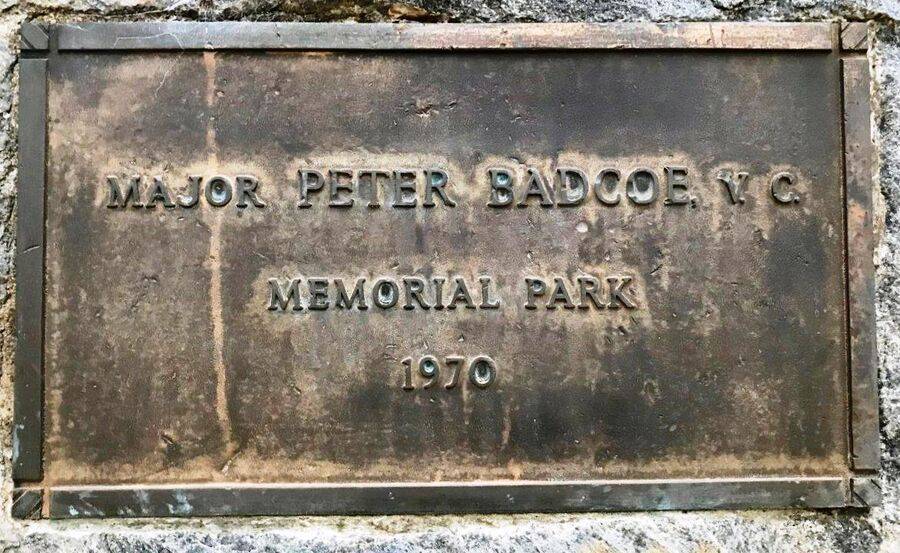 MAJOR PETER BADCOE, V. C.
MEMORIAL PARK
1970